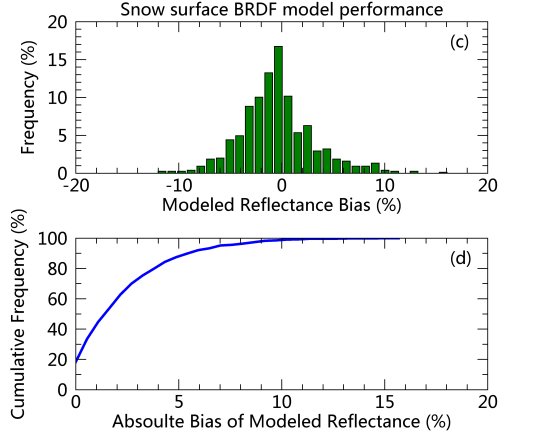 Snow surface BRDF model performance
20
15
10
5
0
Frequency (%)
(c)
-20 -10 0 10 20
Modeled Reflectance Bias (%)
100
80
60
40
20
0
Cumulative Frequency (%)
(d)
0 5 10 15 20
Absoulte Bias of Modeled Reflectance (%)